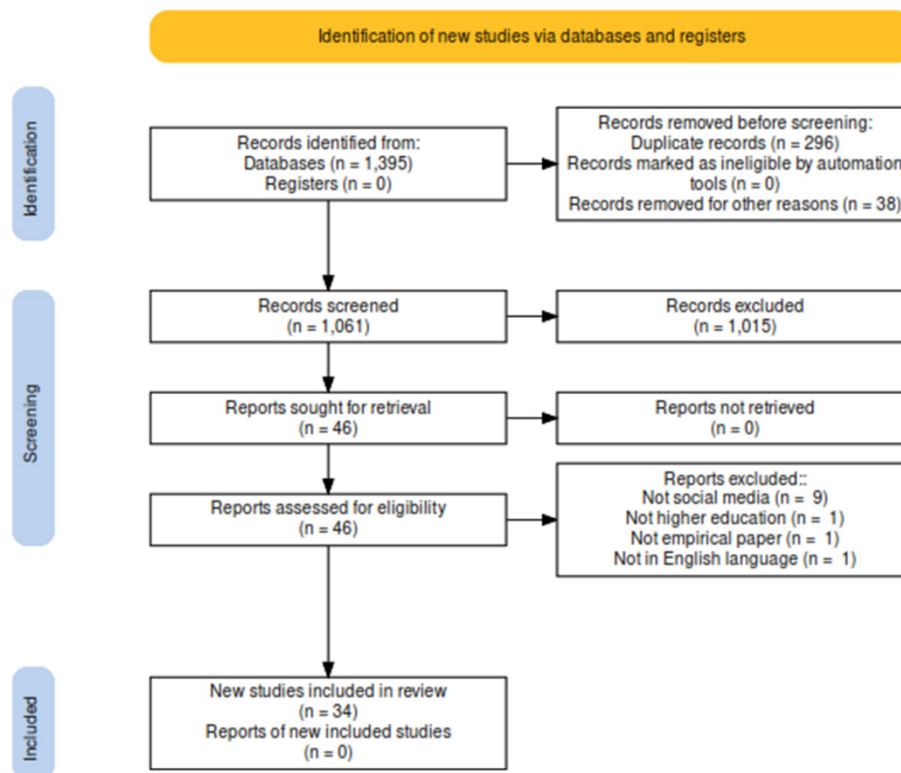 Identification of new studies via databases and registers
Identification
Records identified from:
Databases (n = 1,395)
Registers (n = 0)
Records removed before screening:
Duplicate records (n = 296)
Records marked as ineligible by automation
tools (n = 0)
Records removed for other reasons (n = 38)
Screening
Records screened
(n = 1,061)
Records excluded
(n = 1,015)
Reports sought for retrieval
(n = 46)
Reports not retrieved
(n = 0)
Reports assessed for eligibility
(n = 46)
Reports excluded::
Not social media (n = 9)
Not higher education (n = 1)
Not empirical paper (n = 1)
Not in English language (n = 1)
Included
New studies included in review
(n = 34)
Reports of new included studies
(n = 0)